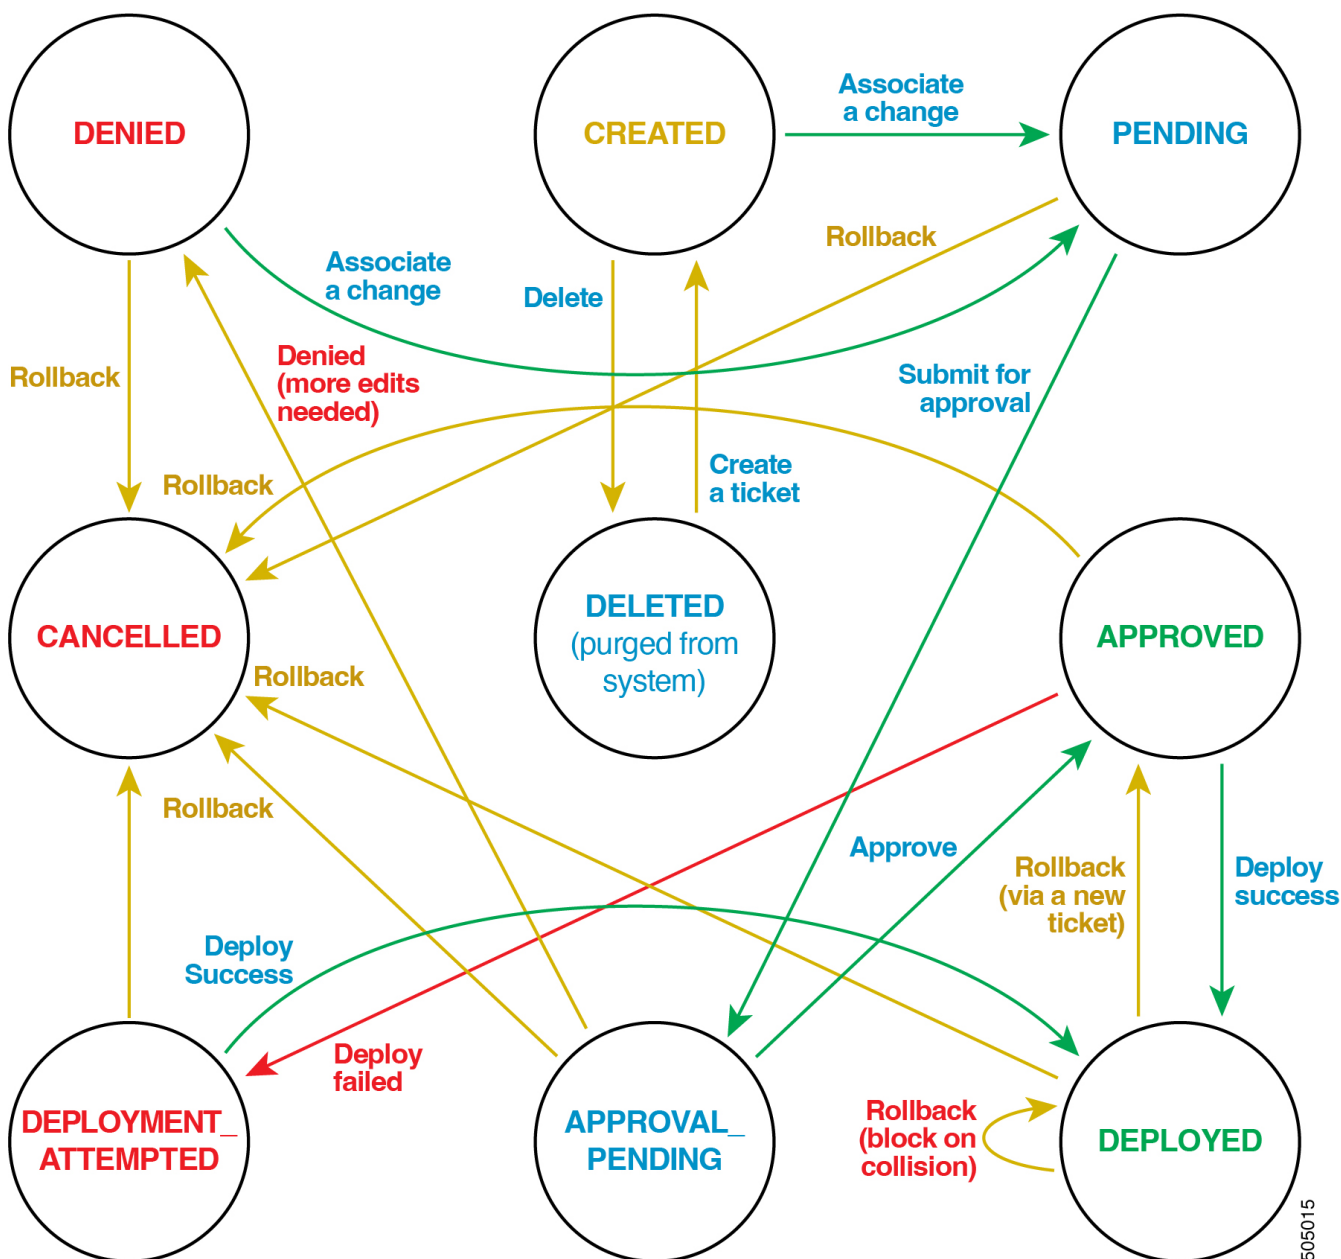 DENIED
CREATED
Associate
a change
PENDING
Rollback
Associate
a change
Delete
Denied
(more edits
needed)
Rollback
Submit for
approval
Rollback
Create
a ticket
CANCELLED
DELETED
(purged from
system)
APPROVED
Rollback
Rollback
Approve
Rollback
(via a new
ticket)
Deploy
success
Deploy
Success
Deploy
failed
DEPLOYMENT_
ATTEMPTED
APPROVAL_
PENDING
Rollback
(block on
collision)
DEPLOYED
505015